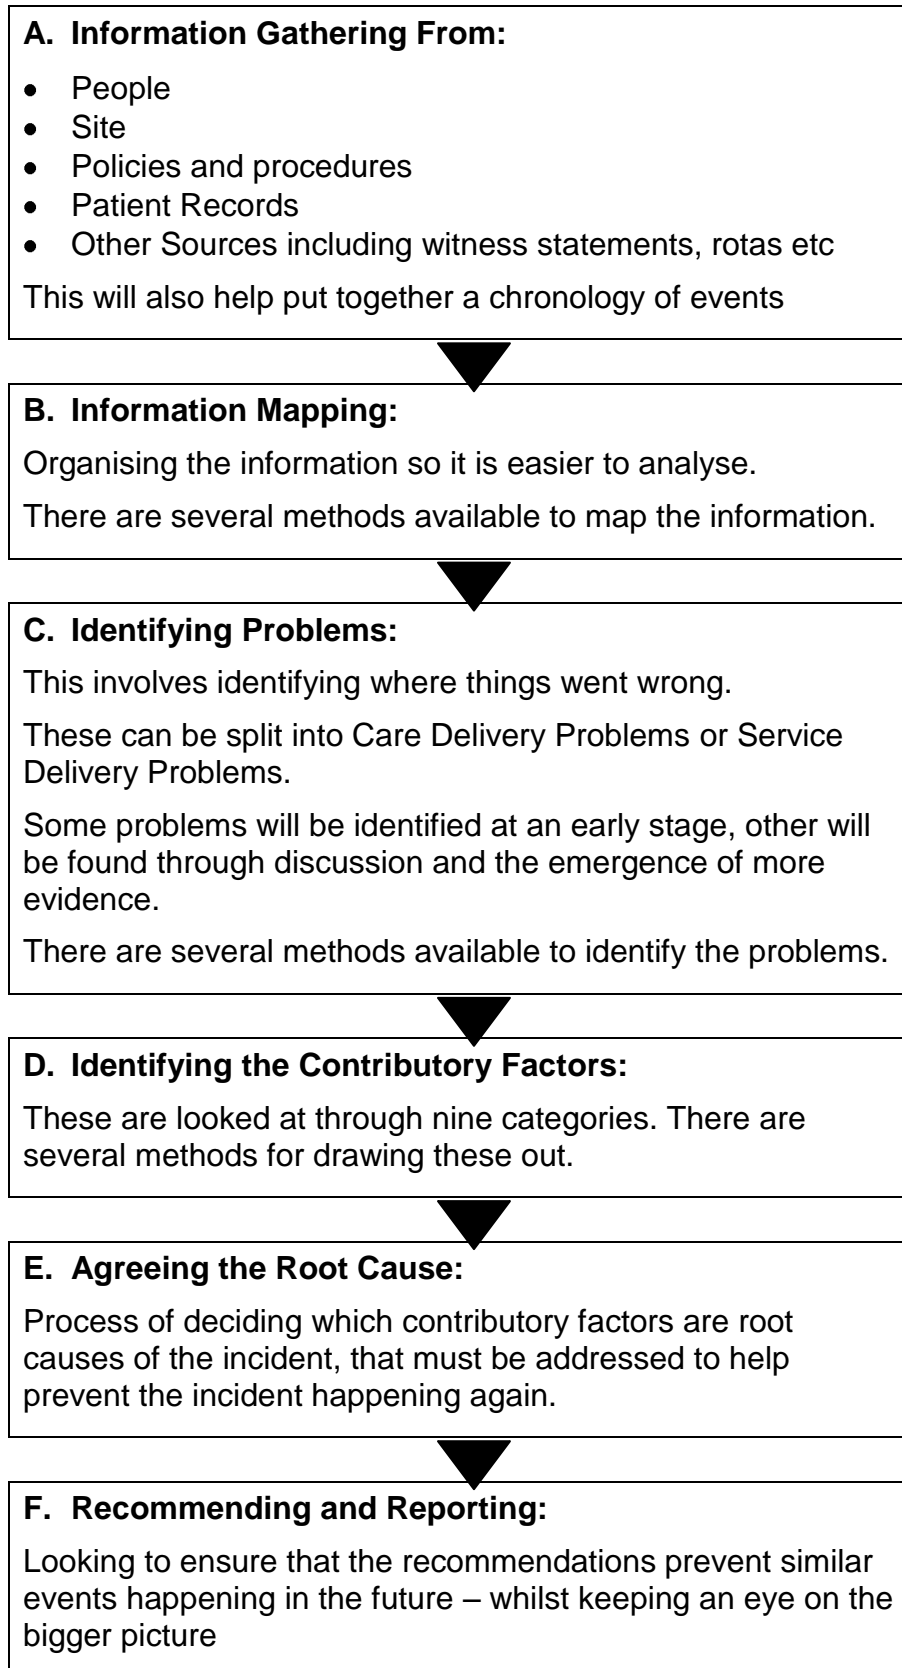 A. Information Gathering From:
• People
• Site
• Policies and procedures
• Patient Records
• Other Sources including witness statements, rotas etc
This will also help put together a chronology of events
B. Information Mapping:
Organising the information so it is easier to analyse.
There are several methods available to map the information.
C. Identifying Problems:
This involves identifying where things went wrong.
These can be split into Care Delivery Problems or Service
Delivery Problems.
Some problems will be identified at an early stage, other will
be found through discussion and the emergence of more
evidence.
There are several methods available to identify the problems.
D. Identifying the Contributory Factors:
These are looked at through nine categories. There are
several methods for drawing these out.
E. Agreeing the Root Cause:
Process of deciding which contributory factors are root
causes of the incident, that must be addressed to help
prevent the incident happening again.
F. Recommending and Reporting:
Looking to ensure that the recommendations prevent similar
events happening in the future – whilst keeping an eye on the
bigger picture